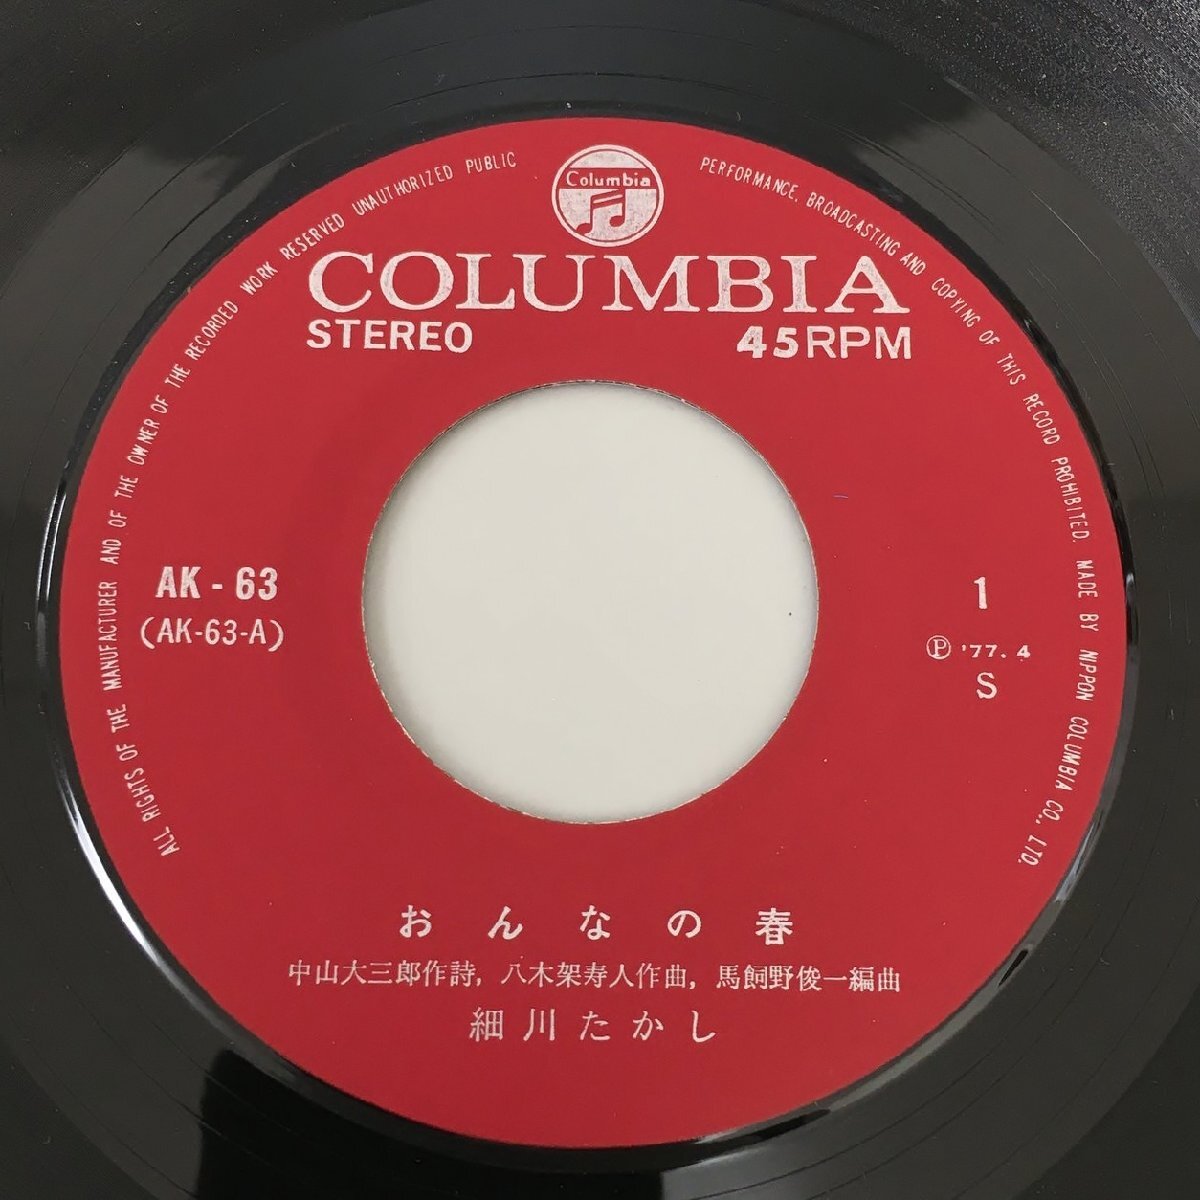 ALL RIGHTS OF THE MANUFACTURER AND OF THE OWNER OF THE RECORDED WORK RESERVED UNAUTHORIZED PUBLIC PERFORMANCE, BROADCASTING AND COPYING OF THIS RECORD PROHIBITED. MADE BY NIPPON COLUMBIA CO., LTD.
Columbia
COLUMBIA
STEREO 45RPM
AK-63 1
(AK-63-A) Ⓟ '77.4
S
おんなの春
中山大三郎作詩, 八木架寿人作曲, 馬飼野俊一編曲
細川たかし